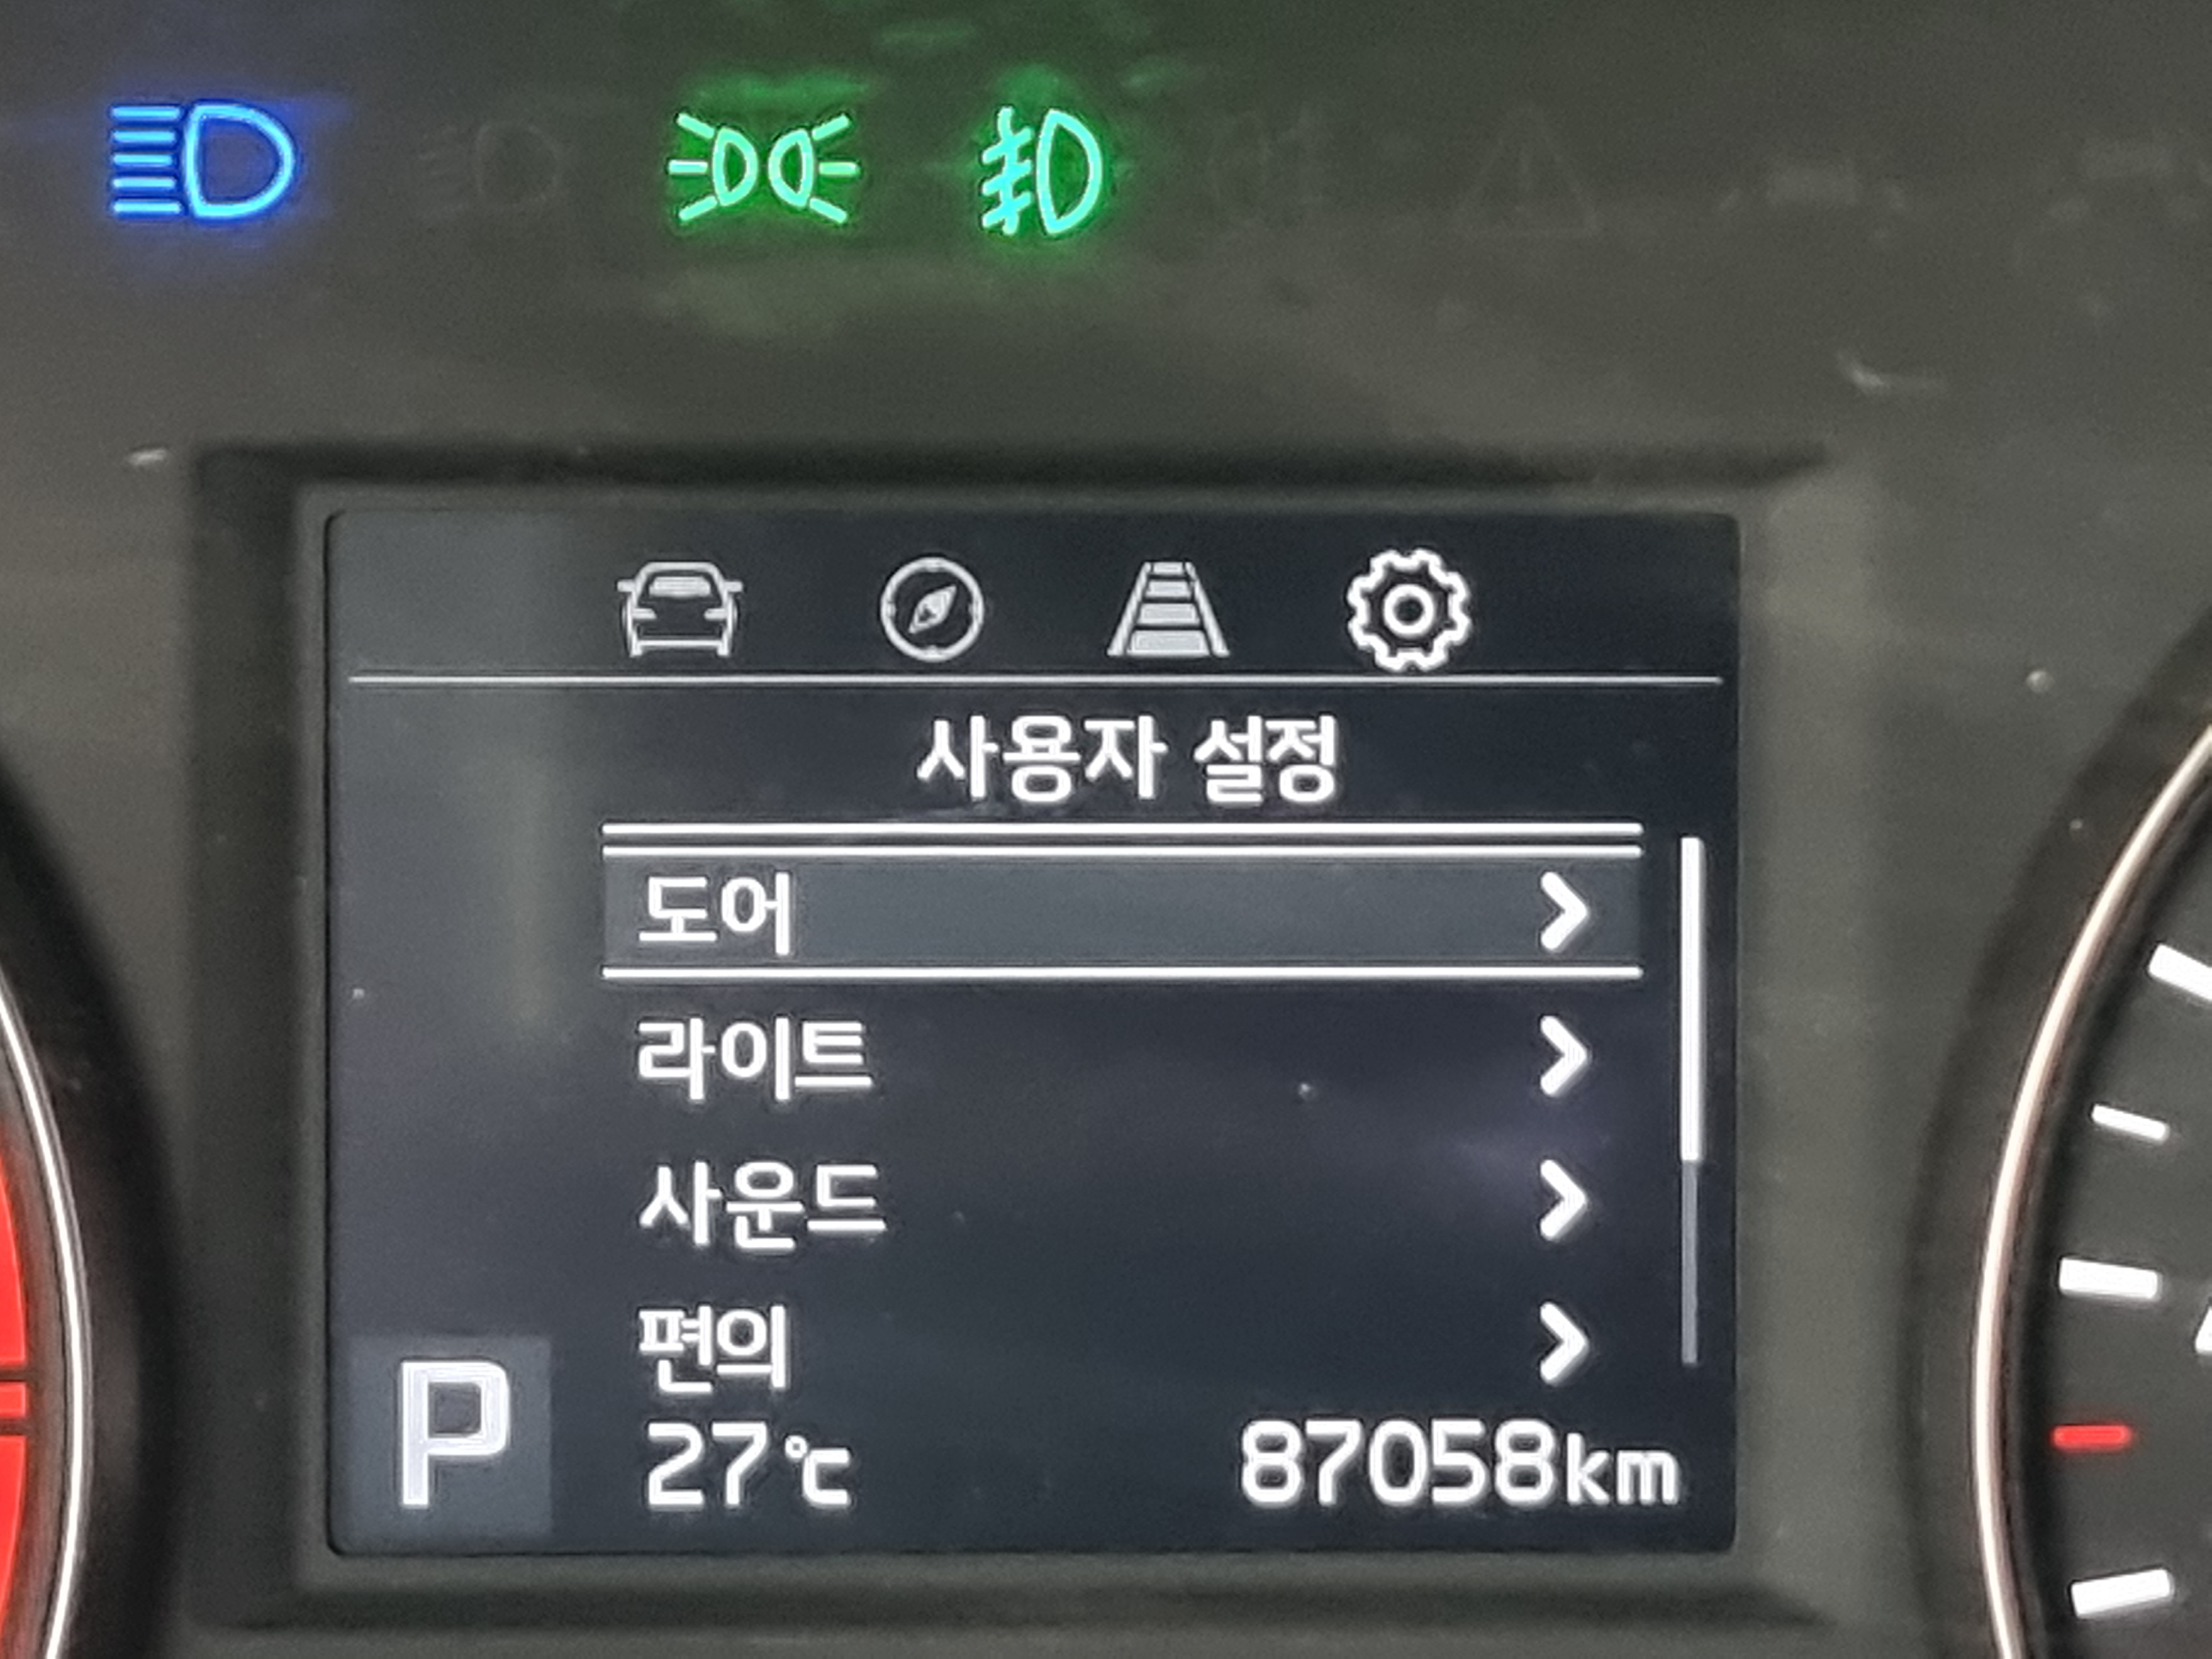 사용자 설정
도어
라이트
사운드
편의
P
27℃ 87058km